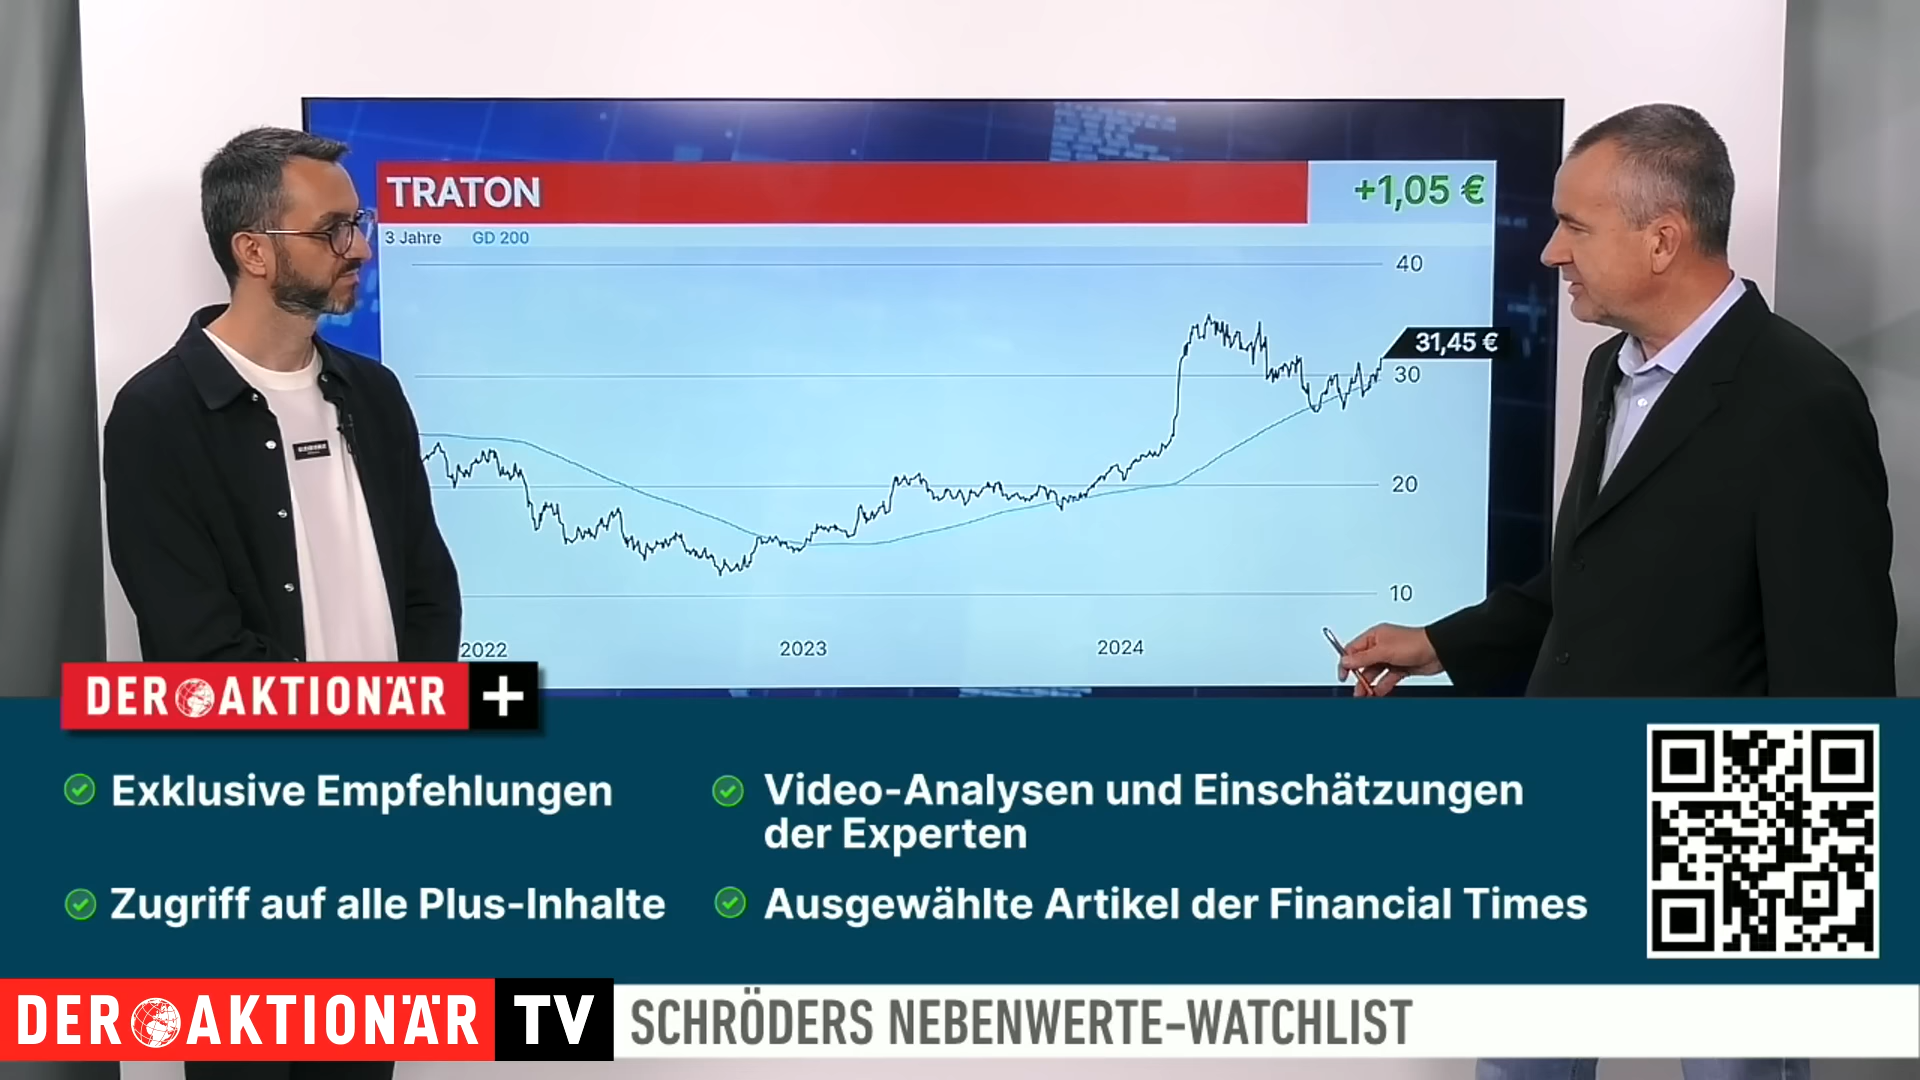 TRATON
+1,05 €
3 Jahre GD 200
40
31,45 €
30
20
10
2022 2023 2024
DER AKTIONÄR +
Exklusive Empfehlungen
Video-Analysen und Einschätzungen
der Experten
Zugriff auf alle Plus-Inhalte
Ausgewählte Artikel der Financial Times
DER AKTIONÄR TV SCHRÖDERS NEBENWERTE-WATCHLIST